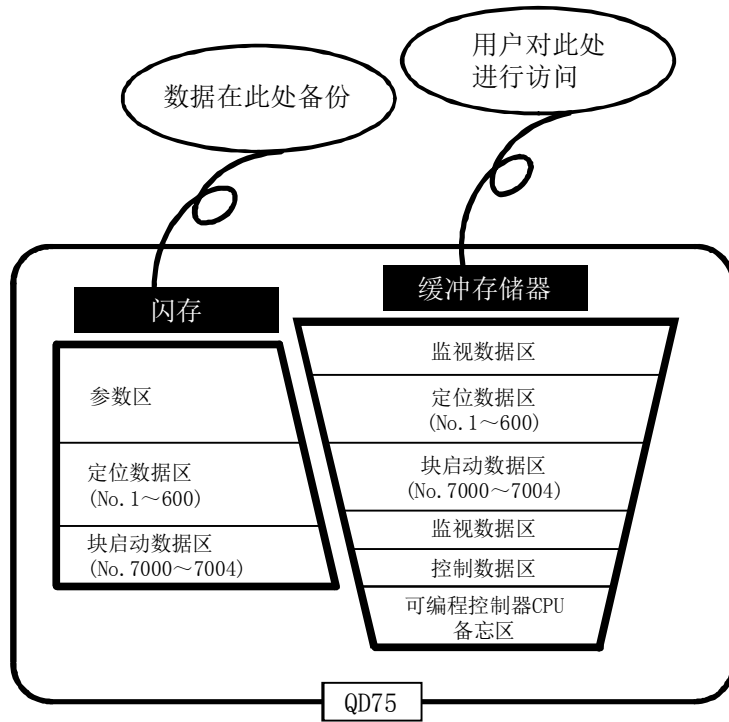 数据在此处备份
用户对此处
进行访问
闪存
参数区
定位数据区
(No.1～600)
块启动数据区
(No.7000～7004)
缓冲存储器
监视数据区
定位数据区
(No.1～600)
块启动数据区
(No.7000～7004)
监视数据区
控制数据区
可编程控制器CPU
备忘区
QD75